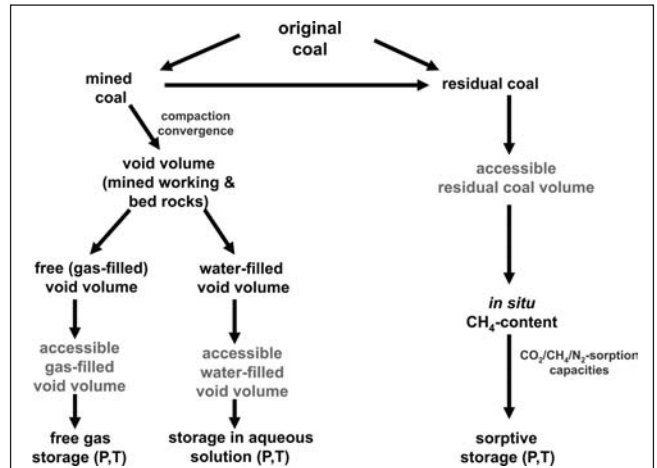 original
coal
mined
coal
residual coal
compaction
convergence
void volume
(mined working &
bed rocks)
accessible
residual coal volume
free (gas-filled)
void volume
water-filled
void volume
in situ
CH₄-content
accessible
gas-filled
void volume
accessible
water-filled
void volume
CO₂/CH₄/N₂-sorption
capacities
free gas
storage (P,T)
storage in aqueous
solution (P,T)
sorptive
storage (P,T)